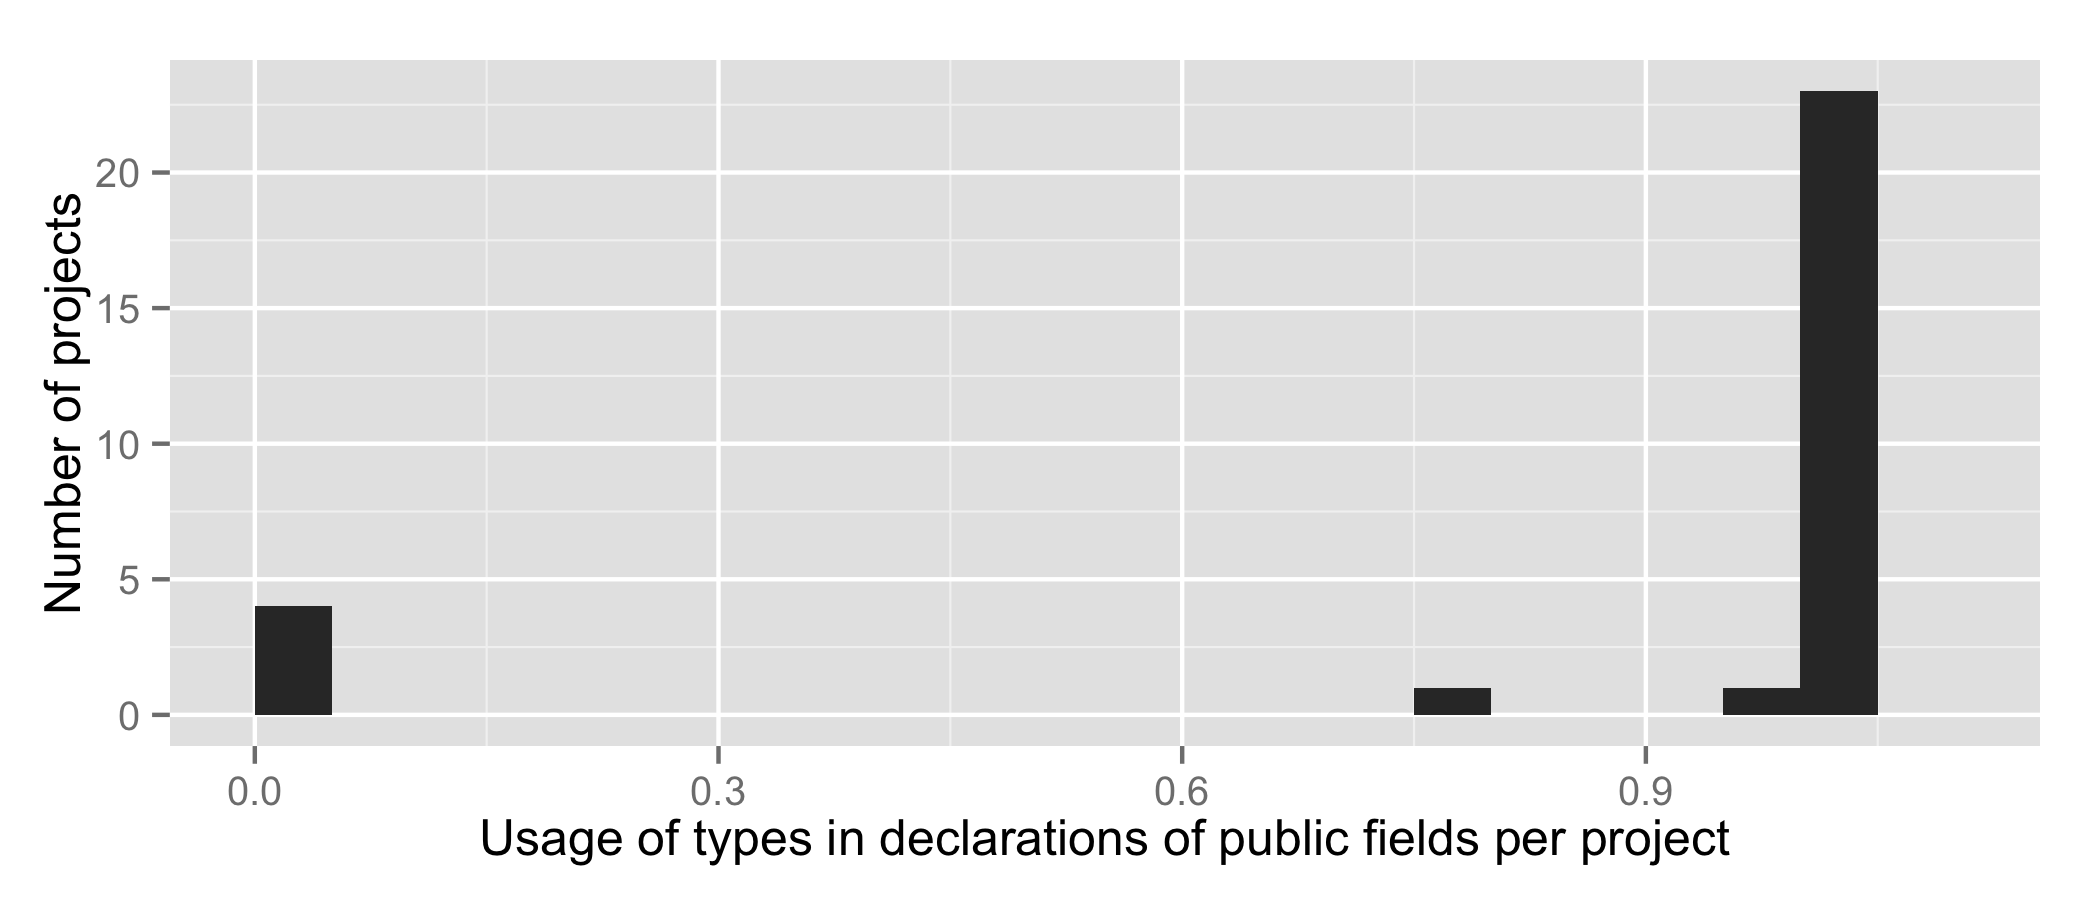 Number of projects
20
15
10
5
0
0.0 0.3 0.6 0.9
Usage of types in declarations of public fields per project